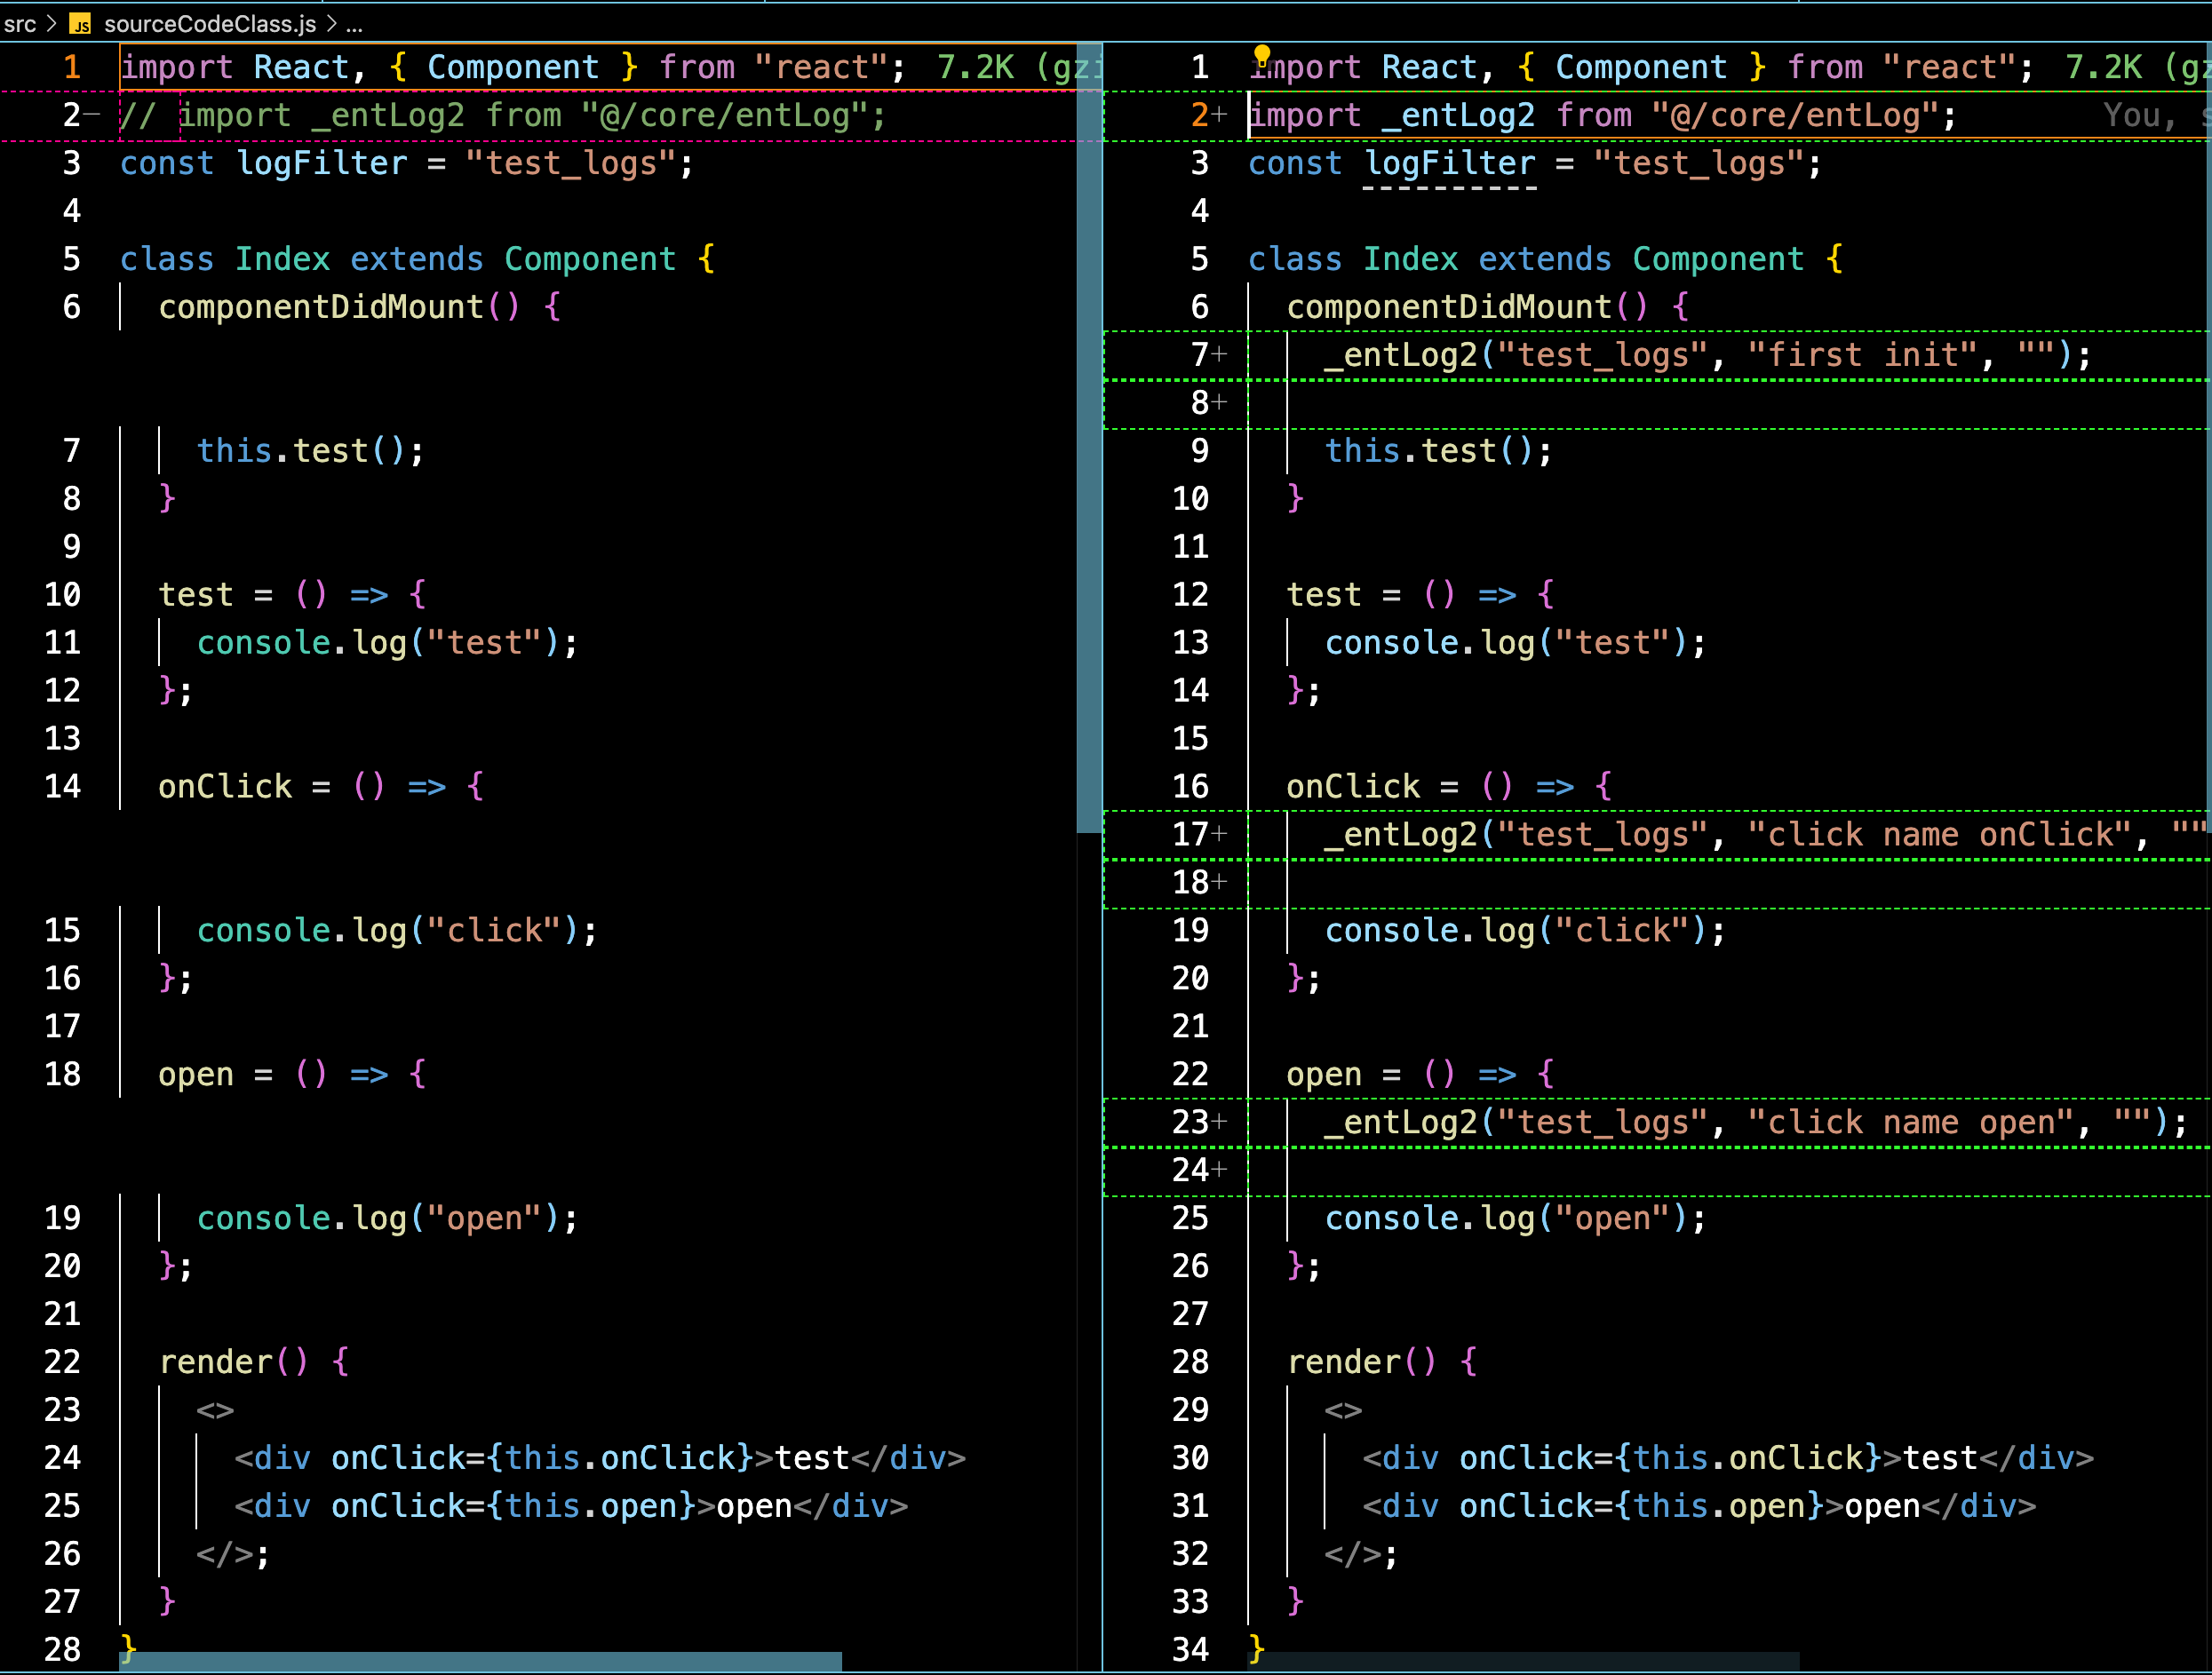 src > JS sourceCodeClass.js > ...
1 import React, { Component } from "react"; 7.2K (gzi
2– // import _entLog2 from "@/core/entLog";
3 const logFilter = "test_logs";
4
5 class Index extends Component {
6 componentDidMount() {
7 this.test();
8 }
9
10 test = () => {
11 console.log("test");
12 };
13
14 onClick = () => {
15 console.log("click");
16 };
17
18 open = () => {
19 console.log("open");
20 };
21
22 render() {
23 <>
24 <div onClick={this.onClick}>test</div>
25 <div onClick={this.open}>open</div>
26 </>;
27 }
28 }
1 import React, { Component } from "react"; 7.2K (gz
2+ import _entLog2 from "@/core/entLog"; You, s
3 const logFilter = "test_logs";
4
5 class Index extends Component {
6 componentDidMount() {
7+ _entLog2("test_logs", "first init", "");
8+
9 this.test();
10 }
11
12 test = () => {
13 console.log("test");
14 };
15
16 onClick = () => {
17+ _entLog2("test_logs", "click name onClick", ""
18+
19 console.log("click");
20 };
21
22 open = () => {
23+ _entLog2("test_logs", "click name open", "");
24+
25 console.log("open");
26 };
27
28 render() {
29 <>
30 <div onClick={this.onClick}>test</div>
31 <div onClick={this.open}>open</div>
32 </>;
33 }
34 }